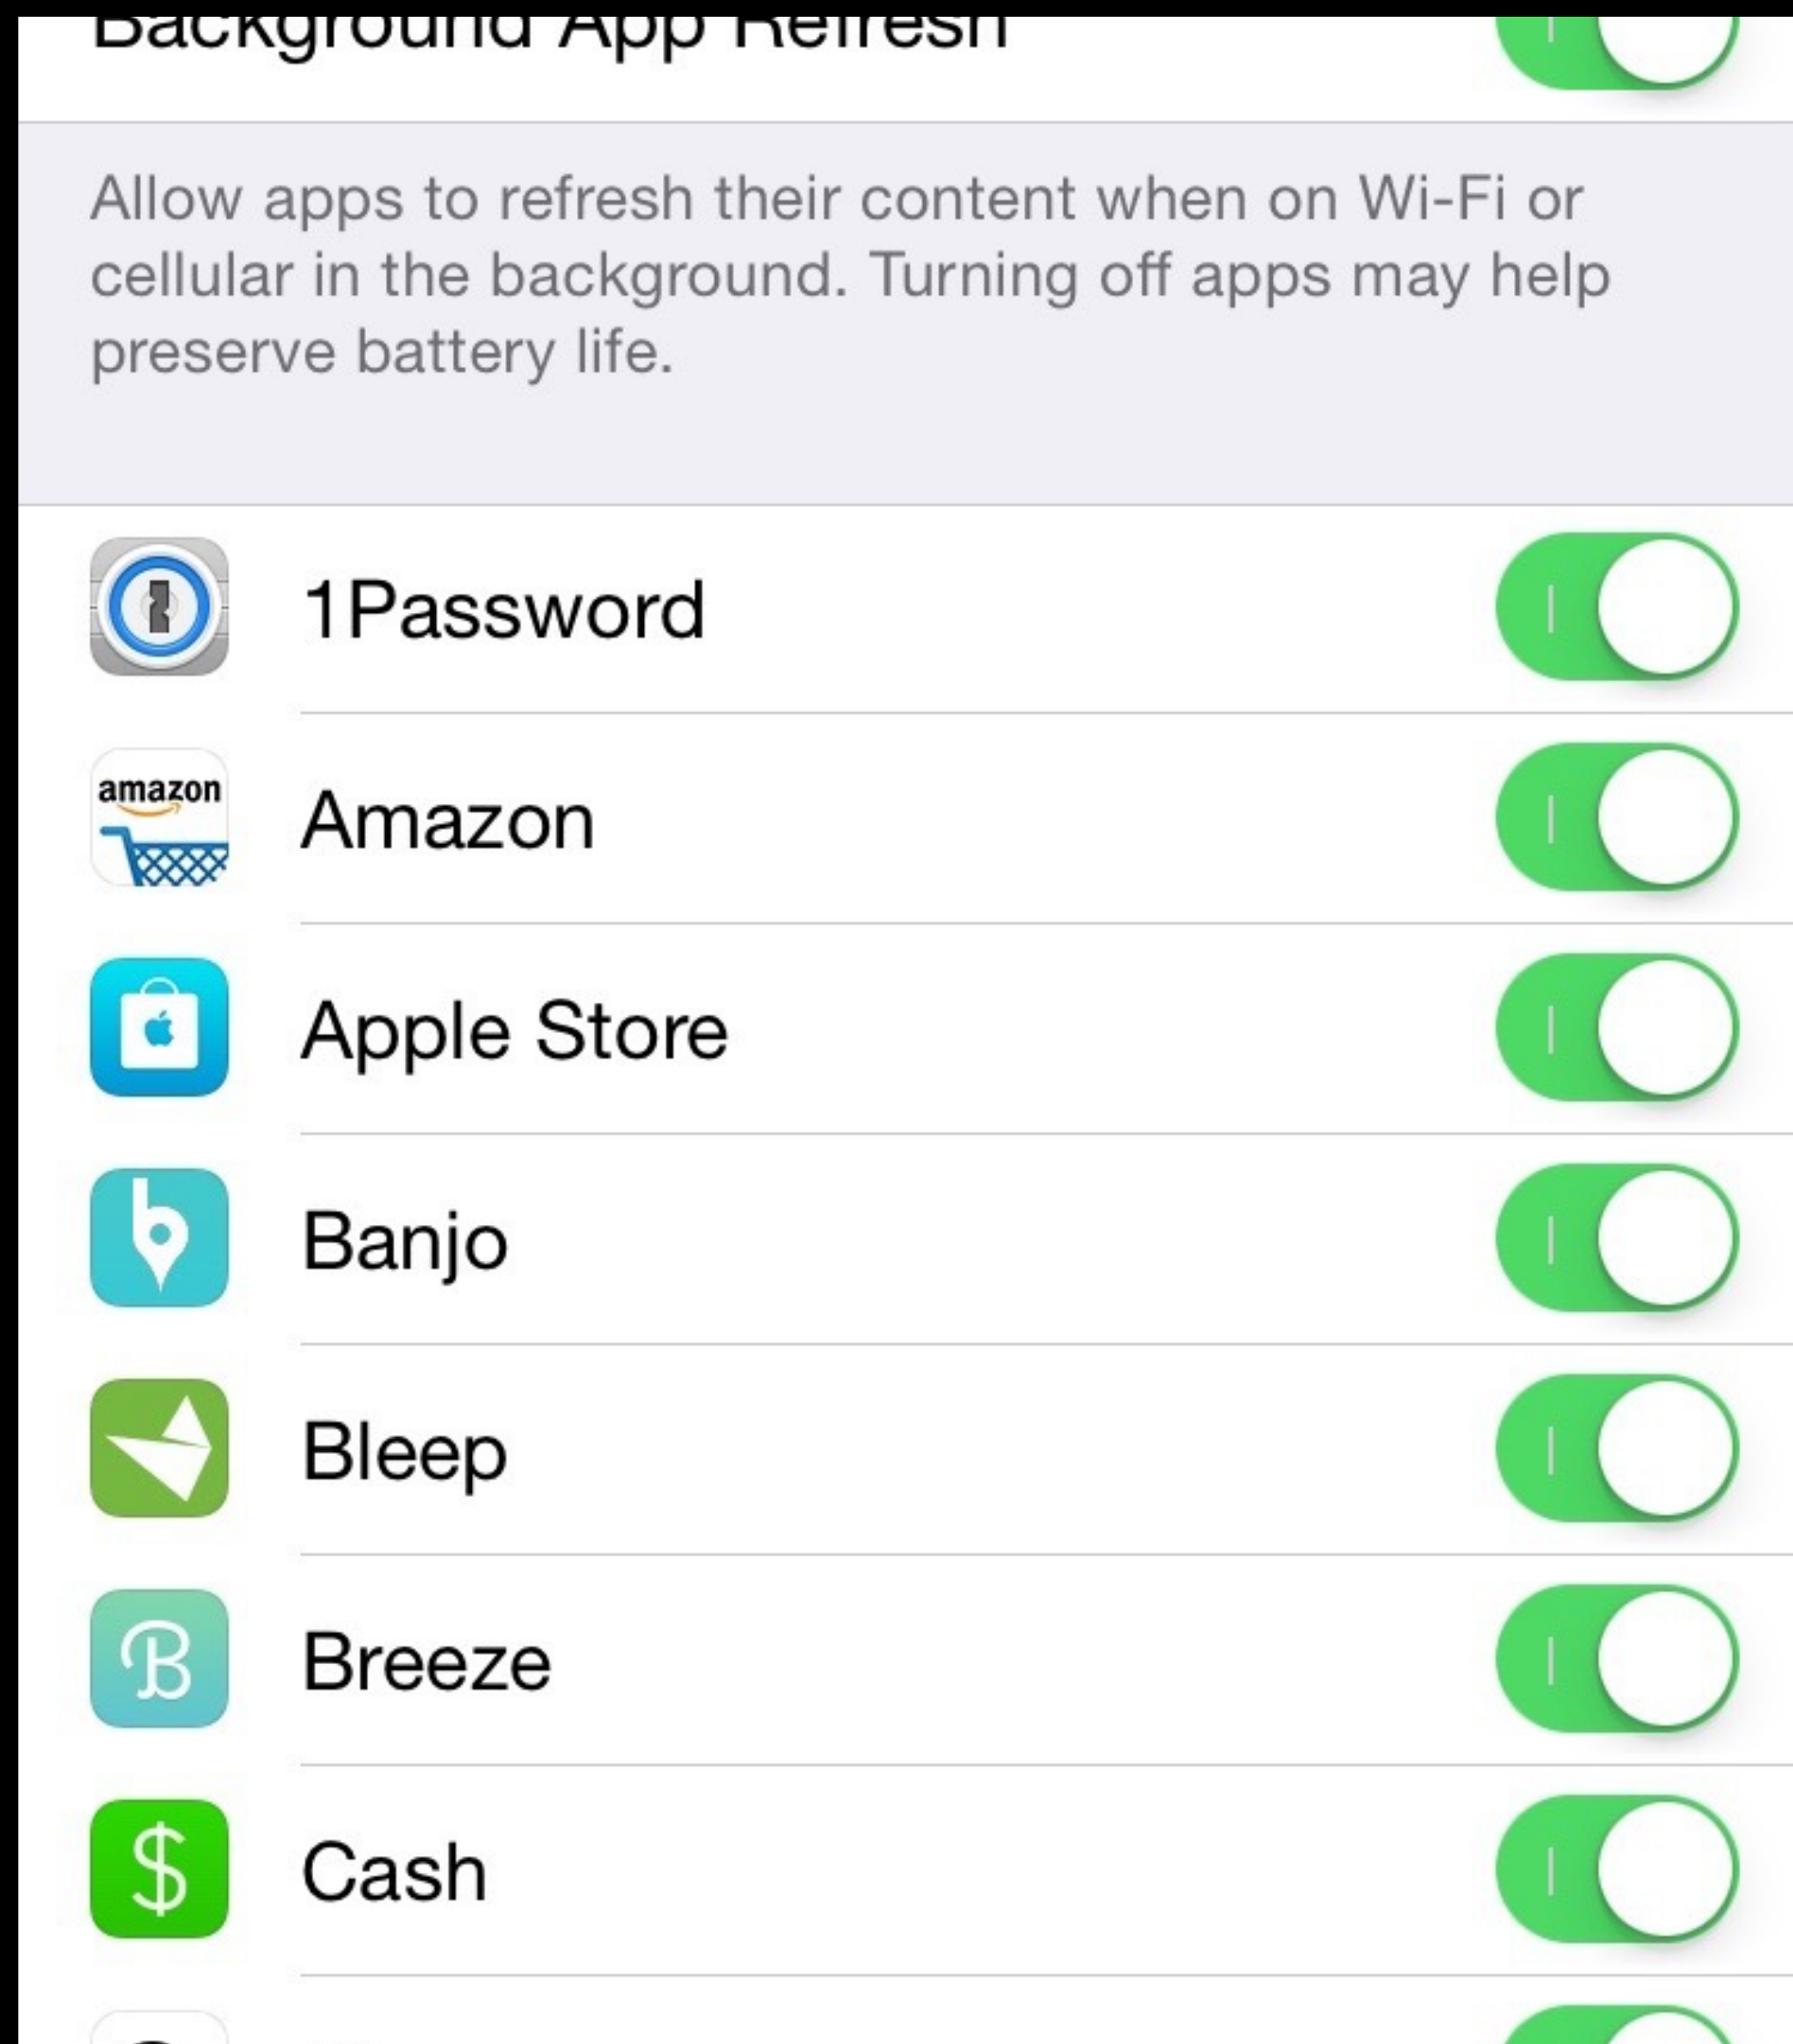 Background App Refresh
Allow apps to refresh their content when on Wi-Fi or
cellular in the background. Turning off apps may help
preserve battery life.
1Password
amazon
Amazon
Apple Store
Banjo
Bleep
B
Breeze
$
Cash